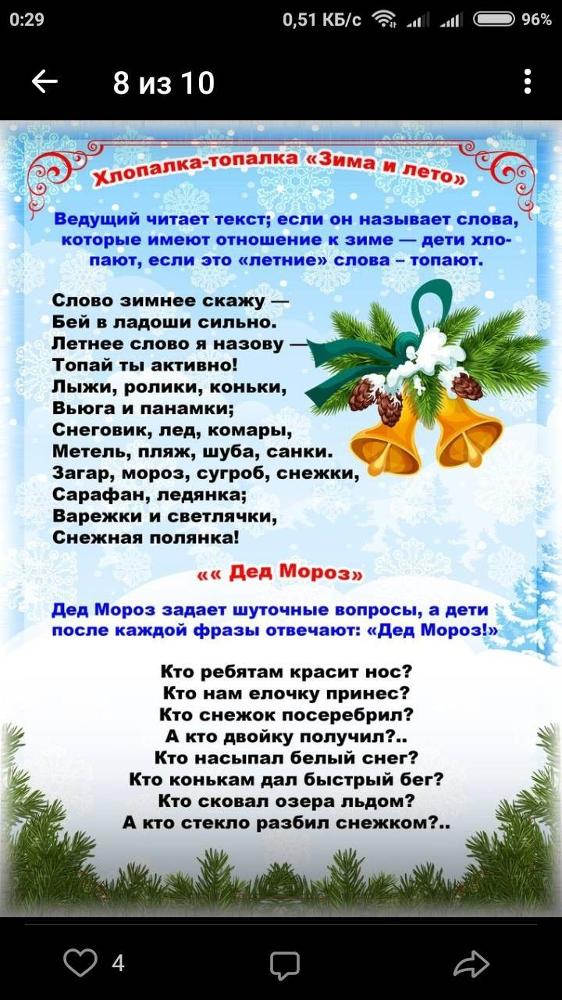 0:29
0,51 КБ/с
96%
8 из 10
Хлопалка-топалка «Зима и лето»
Ведущий читает текст; если он называет слова,
которые имеют отношение к зиме — дети хло-
пают, если это «летние» слова – топают.
Слово зимнее скажу —
Бей в ладоши сильно.
Летнее слово я назову —
Топай ты активно!
Лыжи, ролики, коньки,
Вьюга и панамки;
Снеговик, лед, комары,
Метель, пляж, шуба, санки.
Загар, мороз, сугроб, снежки,
Сарафан, ледянка;
Варежки и светлячки,
Снежная полянка!
«« Дед Мороз»
Дед Мороз задает шуточные вопросы, а дети
после каждой фразы отвечают: «Дед Мороз!»
Кто ребятам красит нос?
Кто нам елочку принес?
Кто снежок посеребрил?
А кто двойку получил?..
Кто насыпал белый снег?
Кто конькам дал быстрый бег?
Кто сковал озера льдом?
А кто стекло разбил снежком?..
4